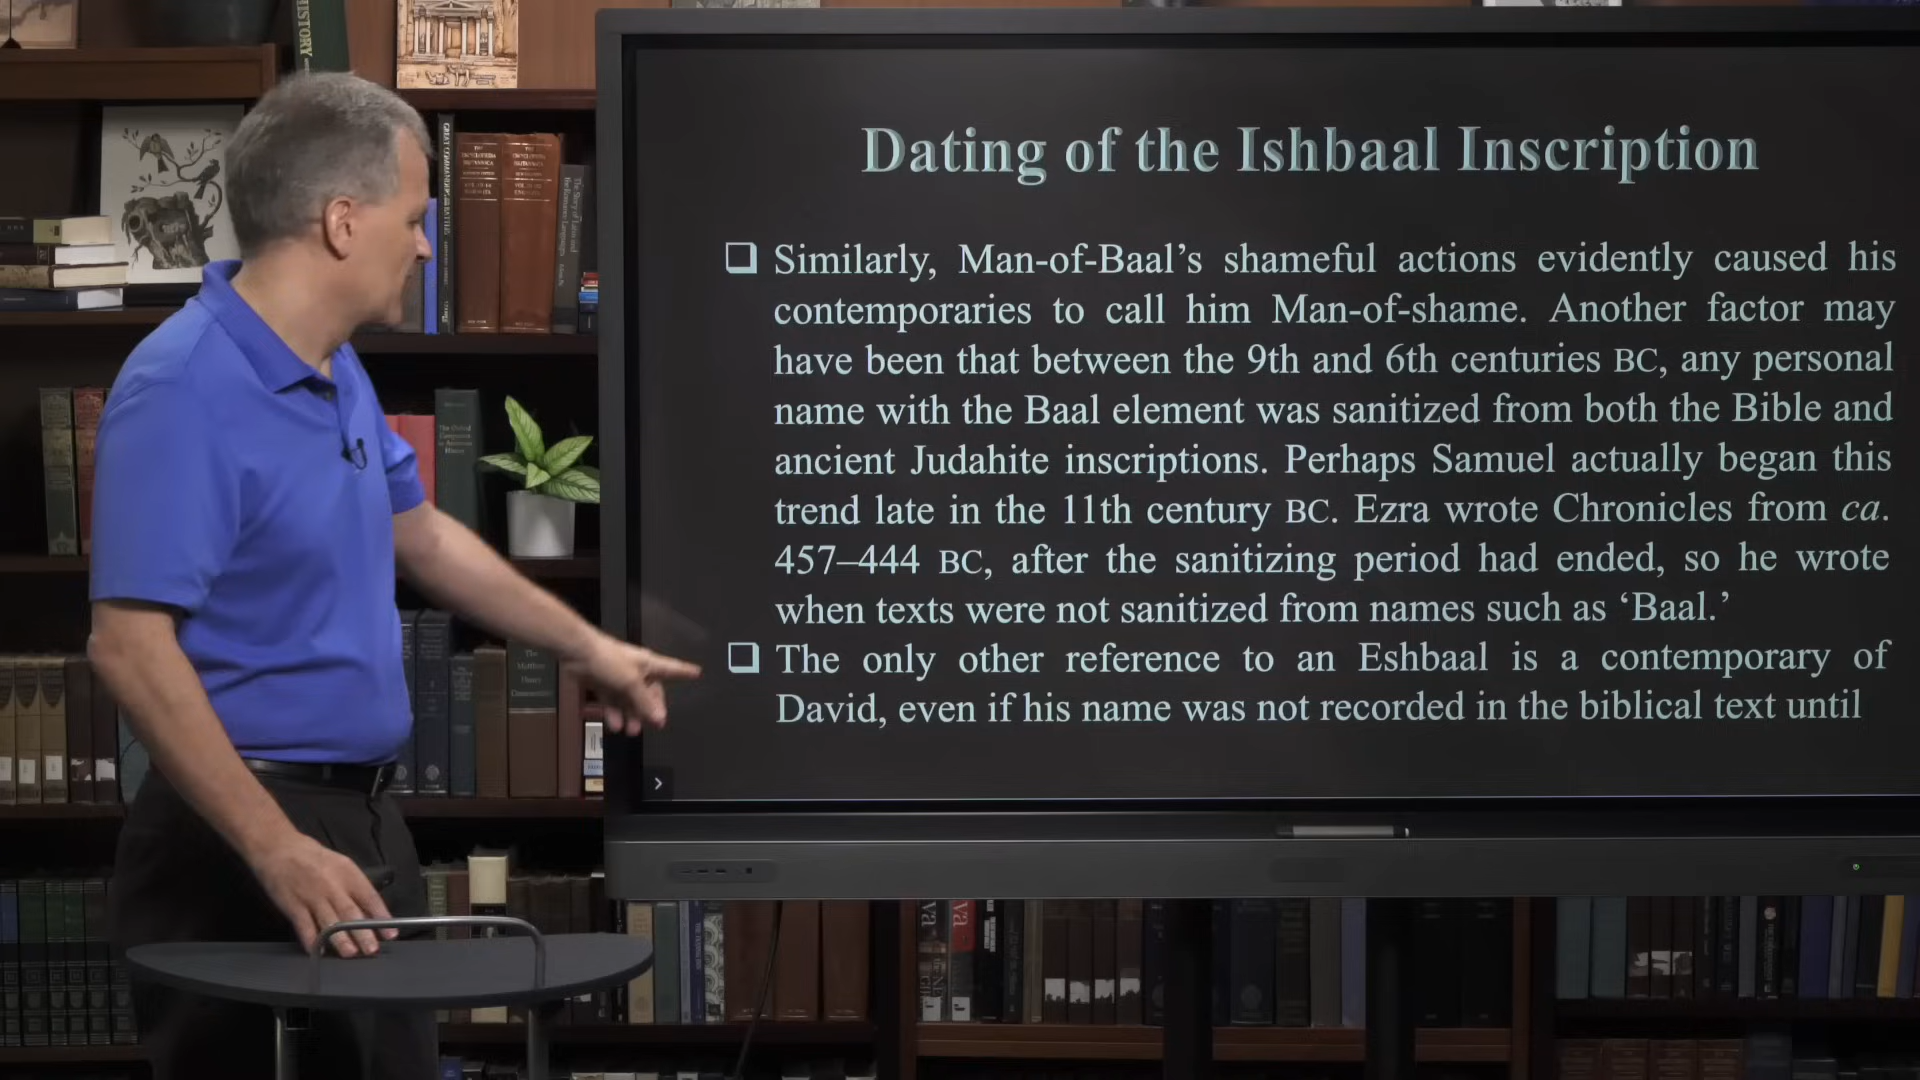 HISTORY
Dating of the Ishbaal Inscription
❑ Similarly, Man-of-Baal’s shameful actions evidently caused his
contemporaries to call him Man-of-shame. Another factor may
have been that between the 9th and 6th centuries BC, any personal
name with the Baal element was sanitized from both the Bible and
ancient Judahite inscriptions. Perhaps Samuel actually began this
trend late in the 11th century BC. Ezra wrote Chronicles from ca.
457–444 BC, after the sanitizing period had ended, so he wrote
when texts were not sanitized from names such as ‘Baal.’
❑ The only other reference to an Eshbaal is a contemporary of
David, even if his name was not recorded in the biblical text until